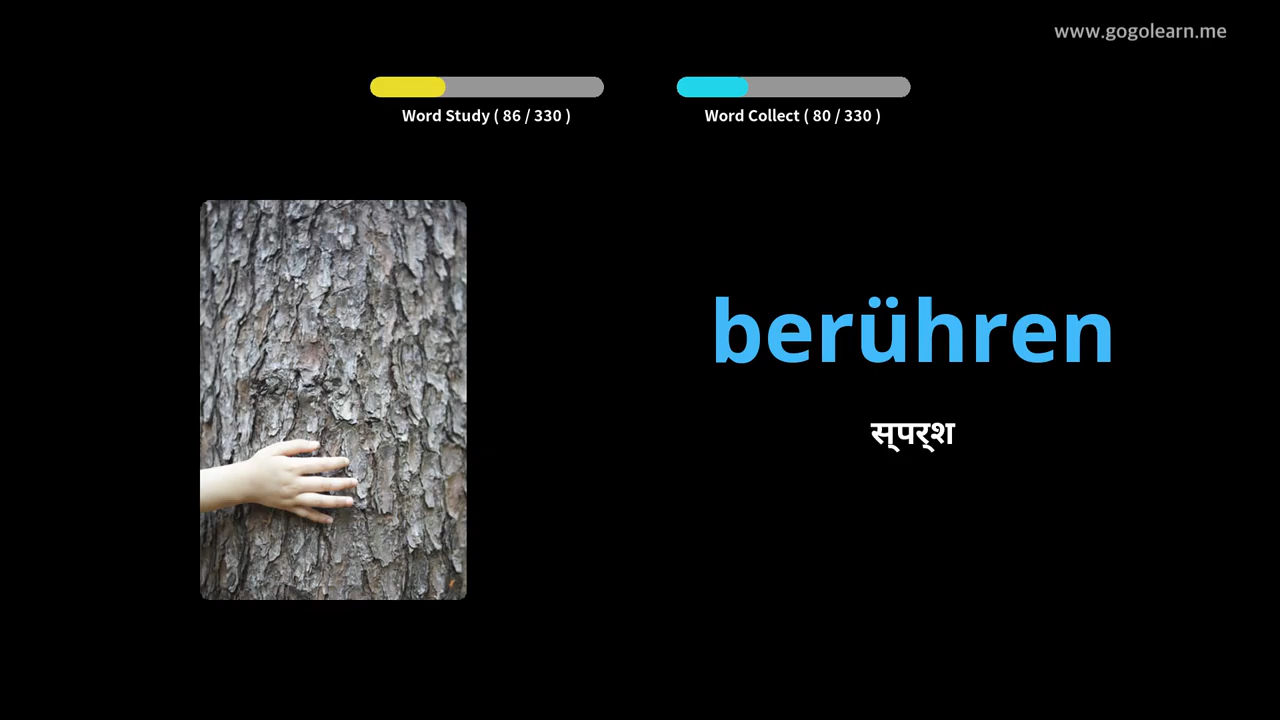 www.gogolearn.me
Word Study ( 86 / 330 )
Word Collect ( 80 / 330 )
berühren
स्पर्श